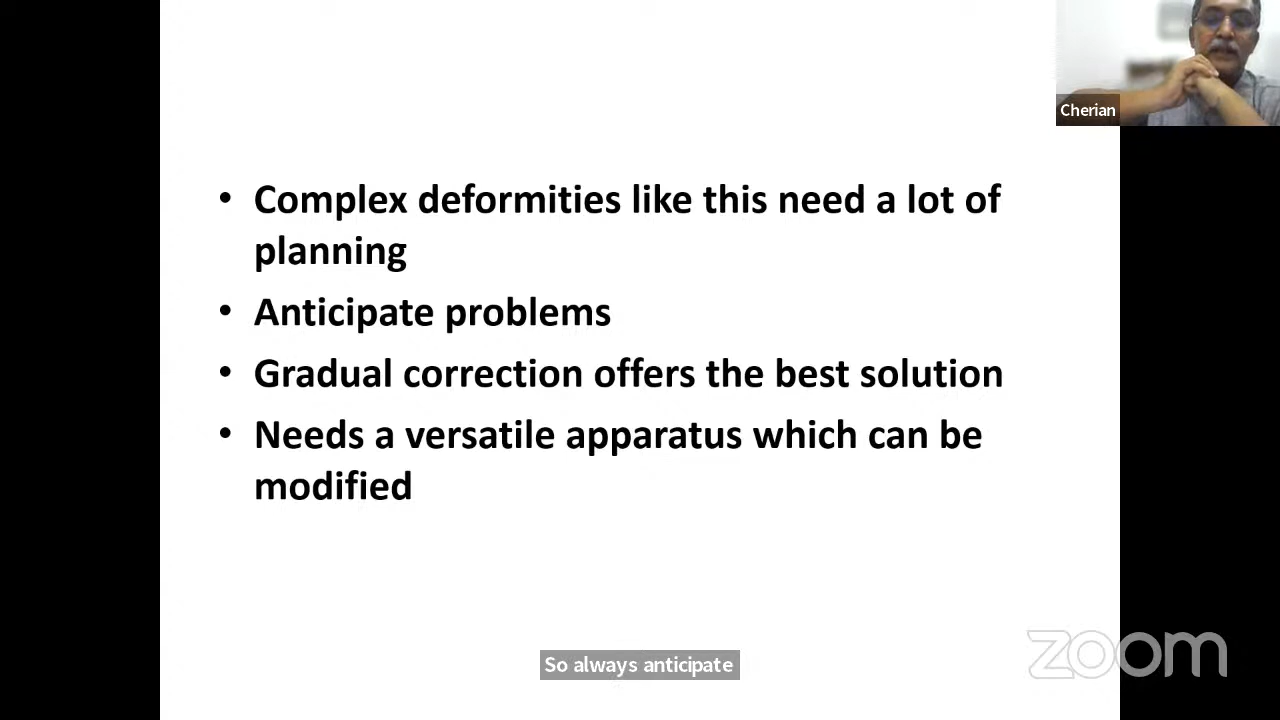 Cherian
• Complex deformities like this need a lot of
planning
• Anticipate problems
• Gradual correction offers the best solution
• Needs a versatile apparatus which can be
modified
So always anticipate
zoom